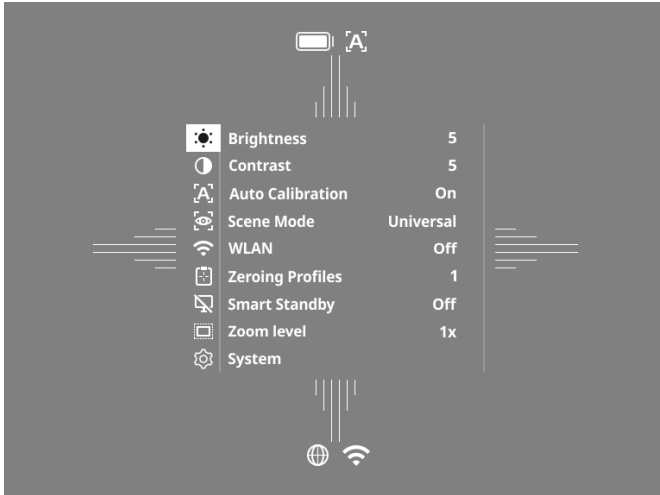 A
Brightness 5
Contrast 5
A Auto Calibration On
Scene Mode Universal
WLAN Off
Zeroing Profiles 1
Smart Standby Off
Zoom level 1x
System